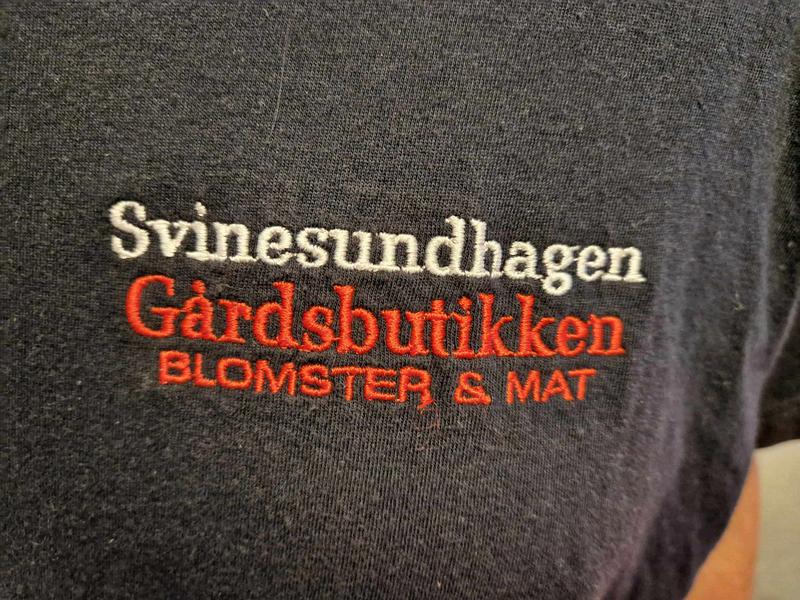 Svinesundhagen
Gårdsbutikken
BLOMSTER & MAT